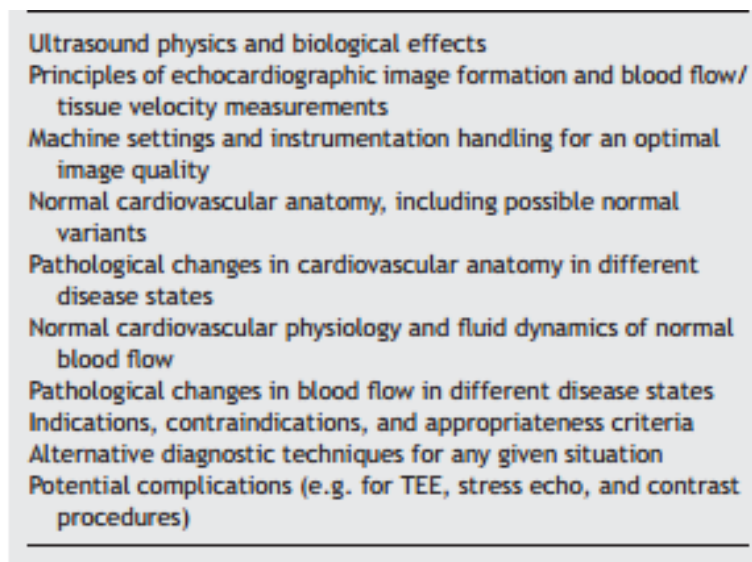 Ultrasound physics and biological effects
Principles of echocardiographic image formation and blood flow/
tissue velocity measurements
Machine settings and instrumentation handling for an optimal
image quality
Normal cardiovascular anatomy, including possible normal
variants
Pathological changes in cardiovascular anatomy in different
disease states
Normal cardiovascular physiology and fluid dynamics of normal
blood flow
Pathological changes in blood flow in different disease states
Indications, contraindications, and appropriateness criteria
Alternative diagnostic techniques for any given situation
Potential complications (e.g. for TEE, stress echo, and contrast
procedures)